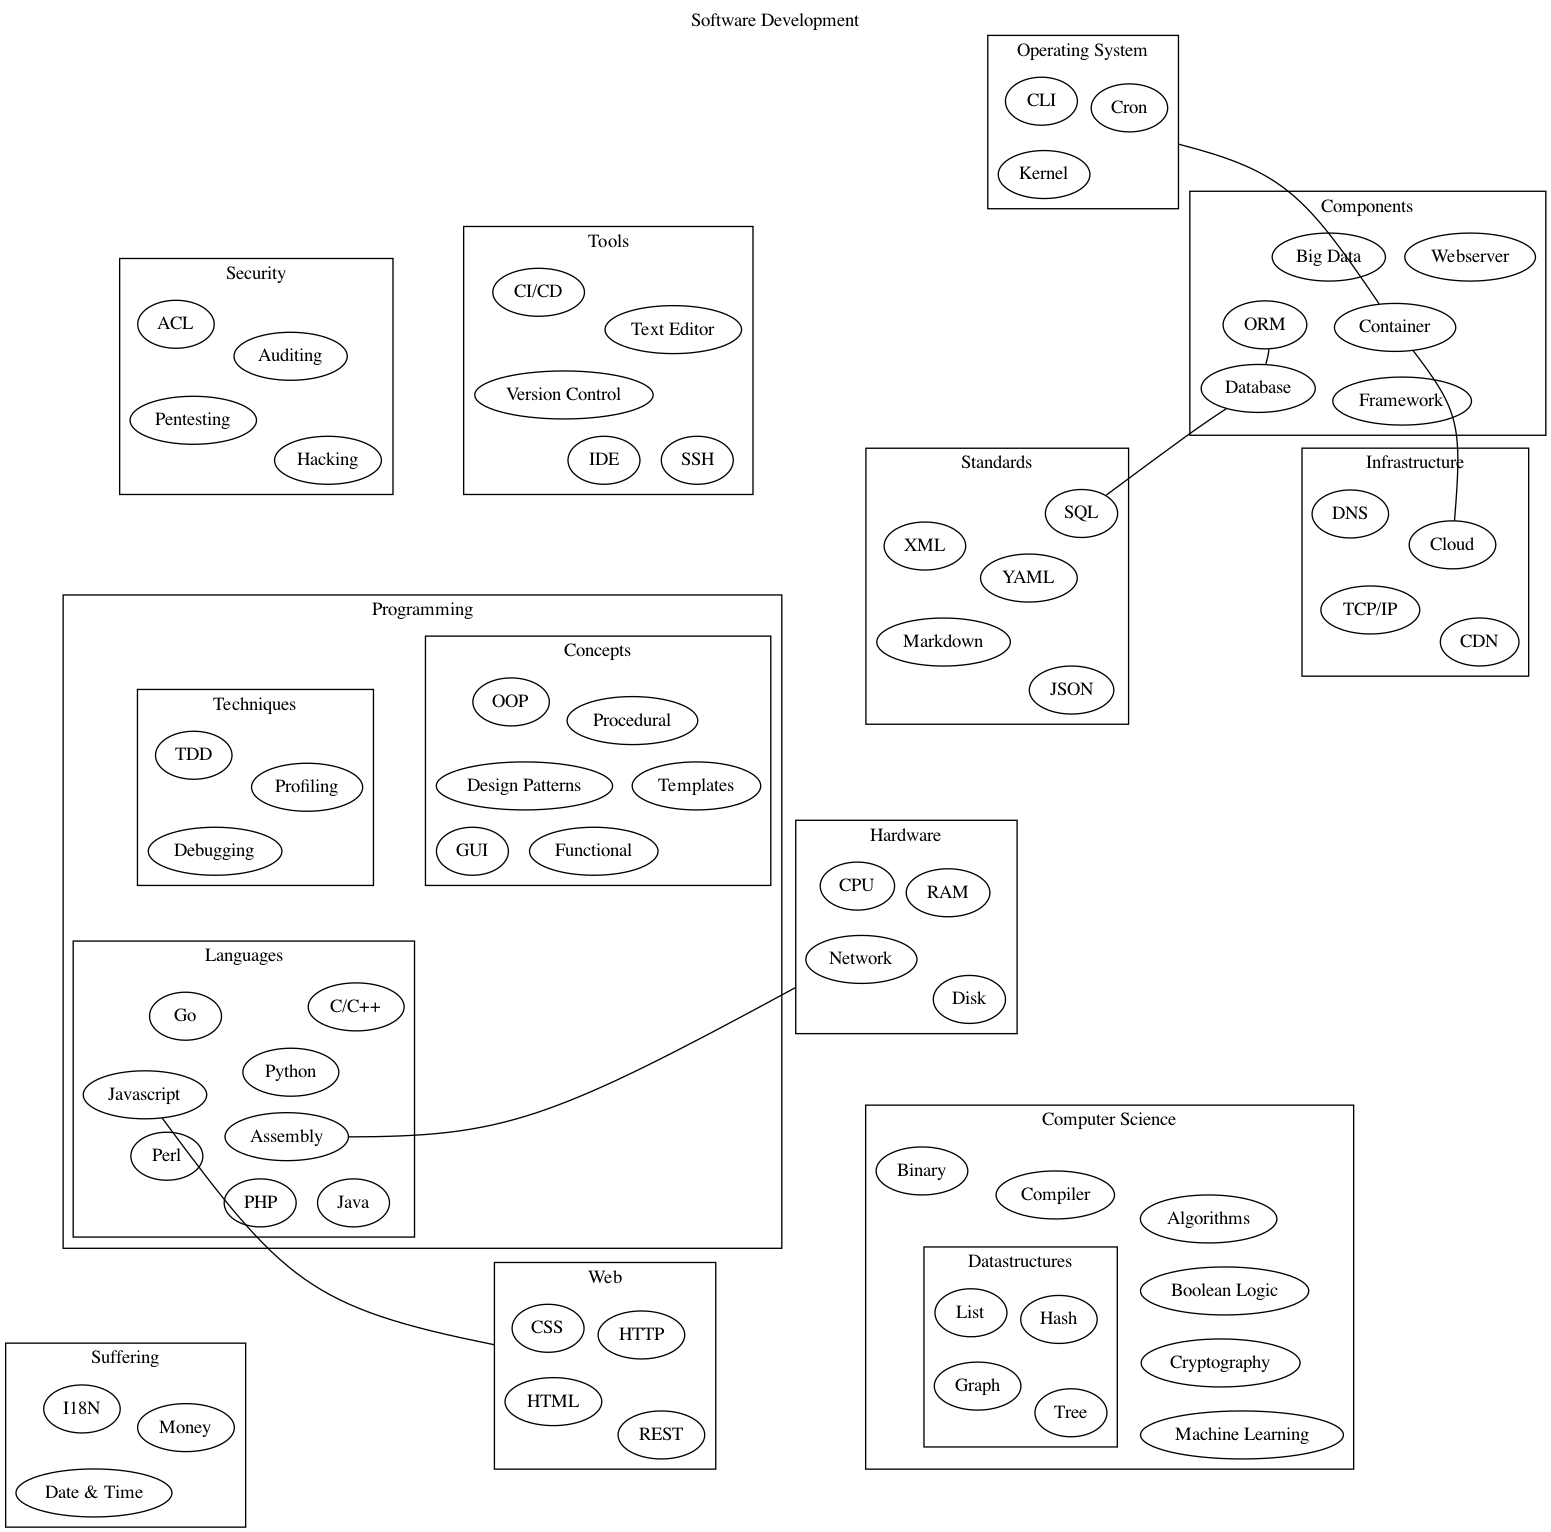 Software Development
Operating System
CLI
Cron
Kernel
Components
Big Data
Webserver
ORM
Container
Database
Framework
Security
ACL
Auditing
Pentesting
Hacking
Tools
CI/CD
Text Editor
Version Control
IDE
SSH
Standards
SQL
XML
YAML
Markdown
JSON
Infrastructure
DNS
Cloud
TCP/IP
CDN
Programming
Techniques
TDD
Profiling
Debugging
Concepts
OOP
Procedural
Design Patterns
Templates
GUI
Functional
Languages
Go
C/C++
Python
Javascript
Assembly
Perl
PHP
Java
Hardware
CPU
RAM
Network
Disk
Computer Science
Binary
Compiler
Algorithms
Datastructures
List
Hash
Graph
Tree
Boolean Logic
Cryptography
Machine Learning
Web
CSS
HTTP
HTML
REST
Suffering
I18N
Money
Date & Time